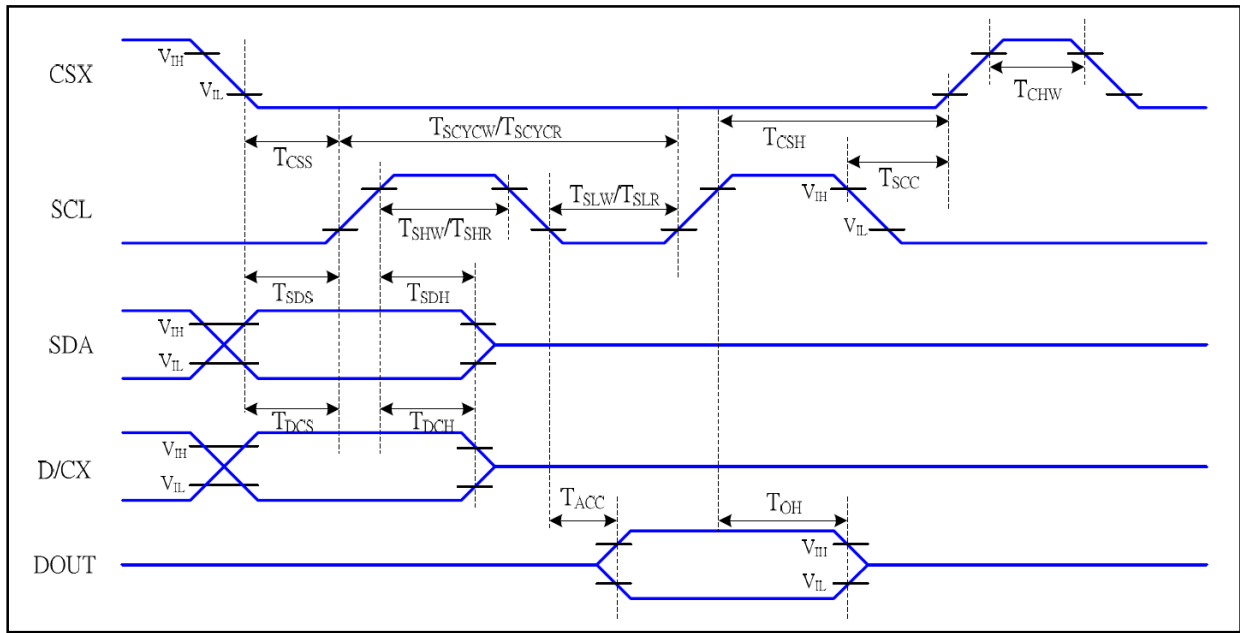 CSX
VIH
VIL
TCHW
TCSS
TSCYCW/TSCYCR
TCSH
TSCC
SCL
TSHW/TSHR
TSLW/TSLR
VIH
VIL
TSDS
TSDH
SDA
VIH
VIL
TDCS
TDCH
D/CX
VIH
VIL
TACC
TOH
DOUT
VIH
VIL